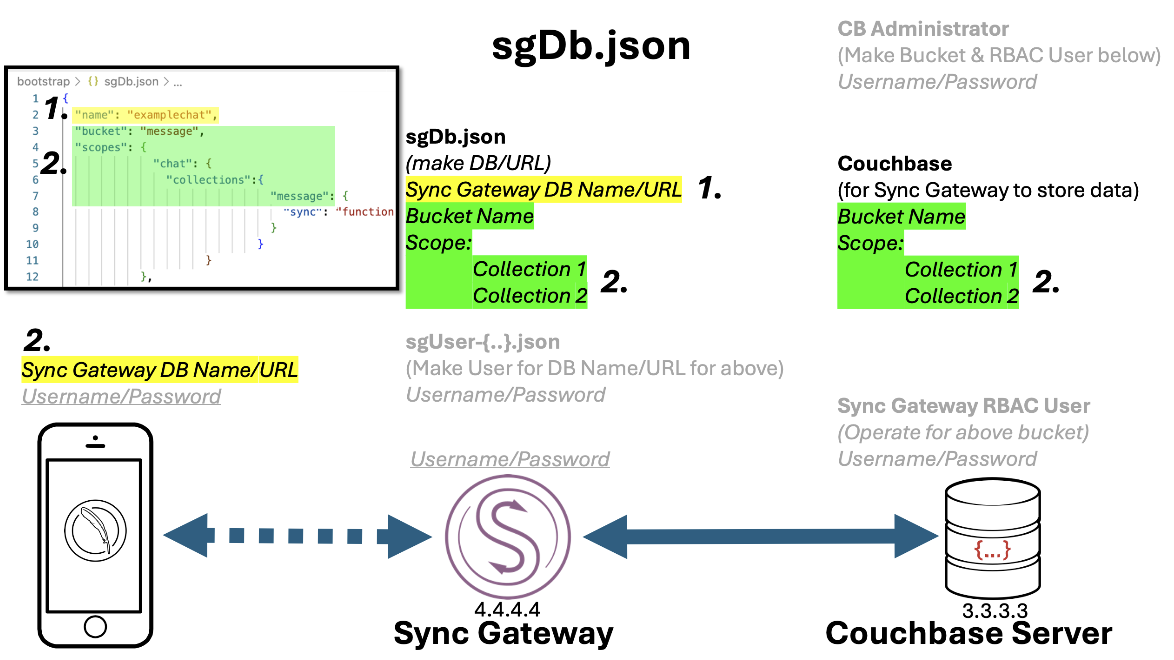 sgDb.json
CB Administrator
(Make Bucket & RBAC User below)
Username/Password
bootstrap > {} sgDb.json > ...
1 {
1.
2 "name": "examplechat",
3 "bucket": "message",
4 "scopes": {
2.
5 "chat": {
6 "collections":{
7 "message": {
8 "sync": "function
9 }
10 }
11 }
12 },
sgDb.json
(make DB/URL)
Sync Gateway DB Name/URL 1.
Bucket Name
Scope:
Collection 1
Collection 2 2.
Couchbase
(for Sync Gateway to store data)
Bucket Name
Scope:
Collection 1
Collection 2 2.
2.
Sync Gateway DB Name/URL
Username/Password
sgUser-{..}.json
(Make User for DB Name/URL for above)
Username/Password
Username/Password
Sync Gateway RBAC User
(Operate for above bucket)
Username/Password
{...}
4.4.4.4
Sync Gateway
3.3.3.3
Couchbase Server